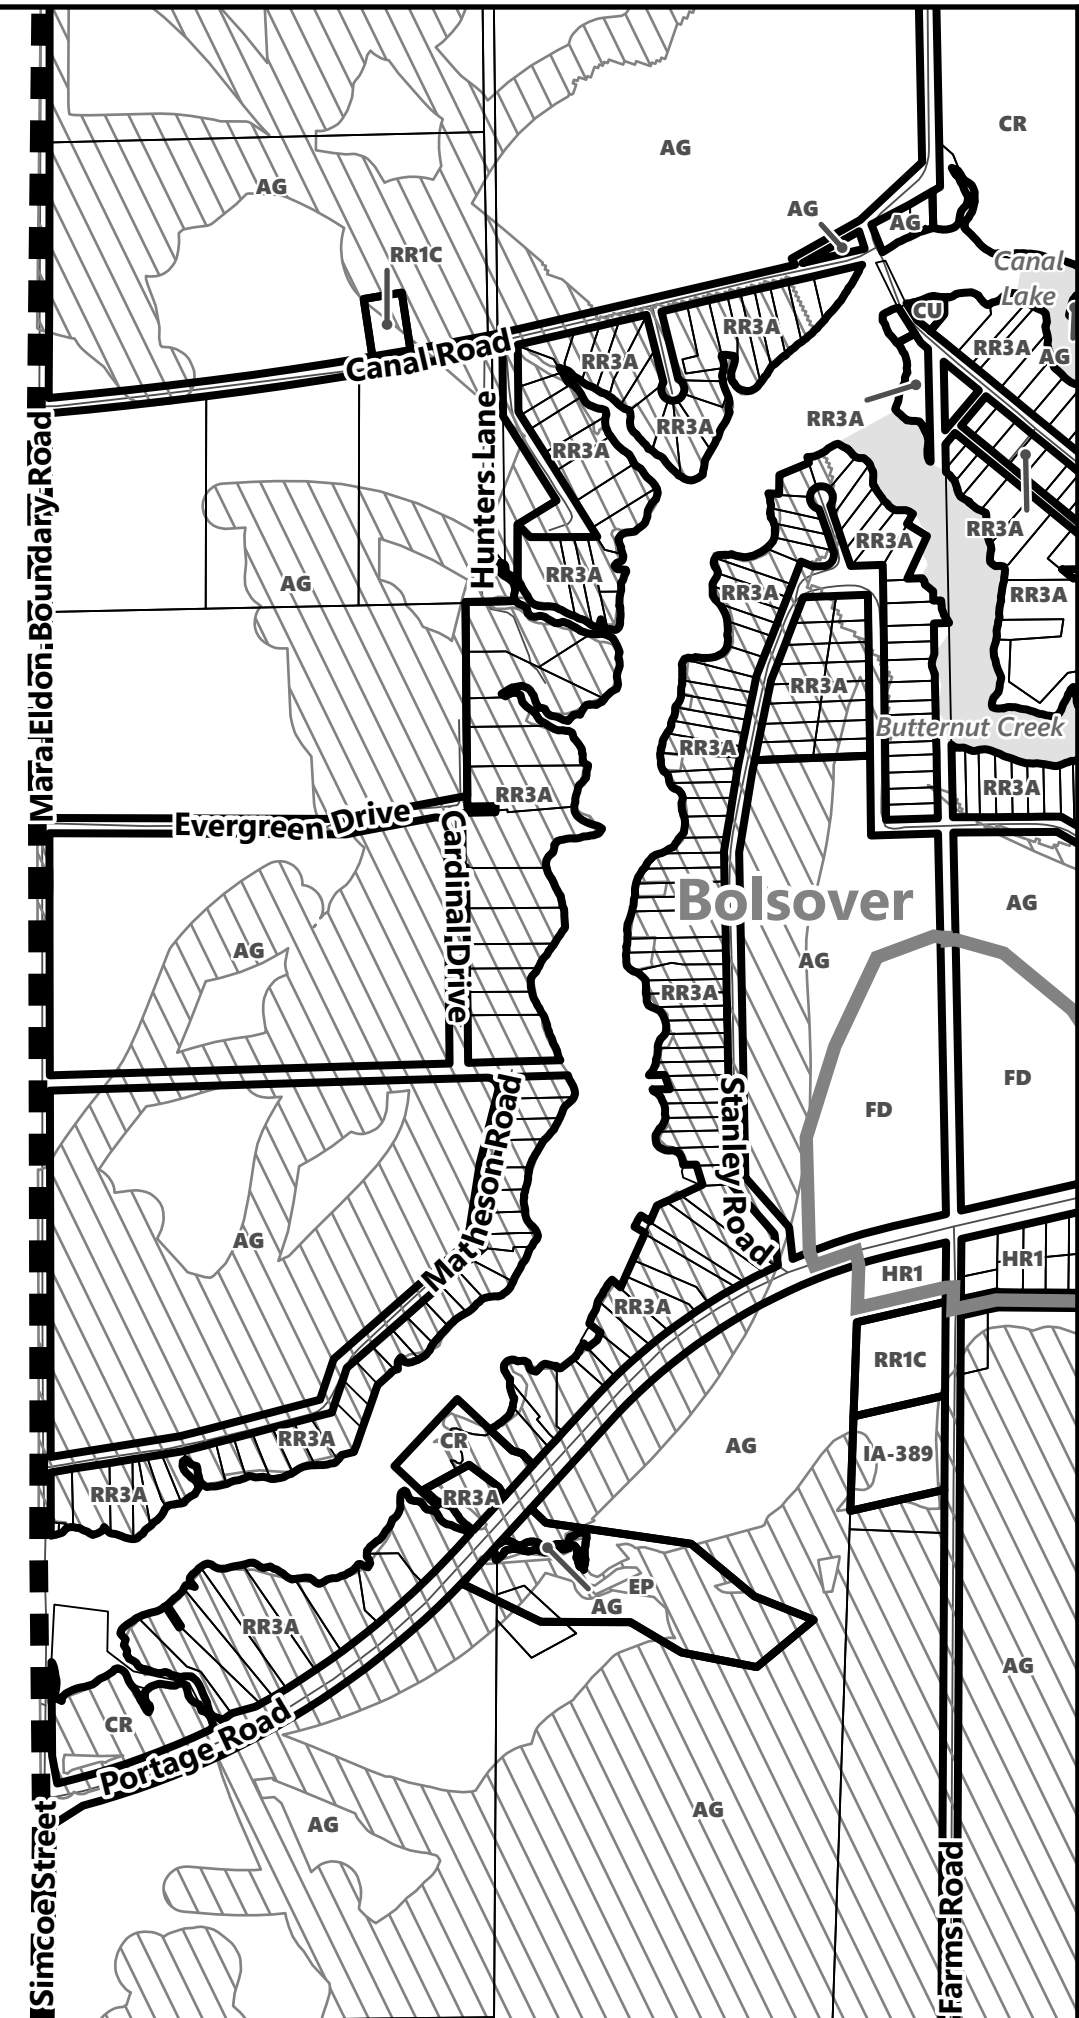 CR
AG
AG
AG
AG
RR1C
Canal
Lake
CU
RR3A
RR3A
RR3A
AG
Canal Road
RR3A
RR3A
RR3A
Hunters Lane
RR3A
RR3A
RR3A
RR3A
AG
RR3A
RR3A
Mara Eldon Boundary Road
RR3A
Butternut Creek
RR3A
RR3A
RR3A
Evergreen Drive
Cardinal Drive
Bolsover
AG
AG
AG
RR3A
FD
FD
Stanley Road
Matheson Road
AG
HR1
HR1
RR3A
RR1C
RR3A
CR
AG
IA-389
RR3A
RR3A
EP
AG
RR3A
AG
CR
Portage Road
AG
AG
Simcoe Street
Farms Road